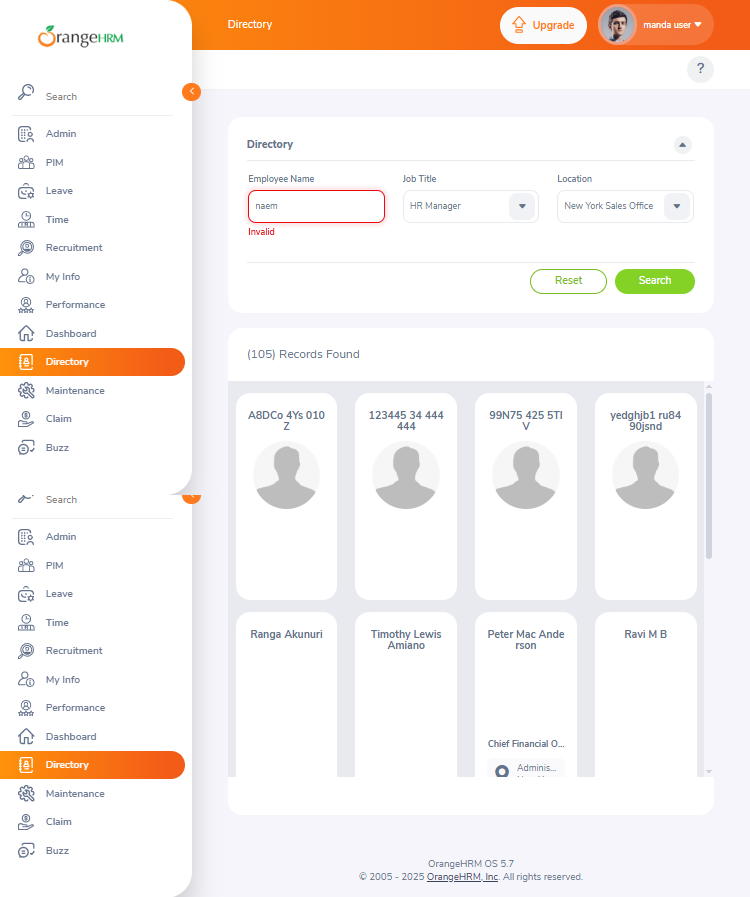 OrangeHRM
Directory
Upgrade
manda user
?
Search
Admin
PIM
Leave
Time
Recruitment
My Info
Performance
Dashboard
Directory
Maintenance
Claim
Buzz
Search
Admin
PIM
Leave
Time
Recruitment
My Info
Performance
Dashboard
Directory
Maintenance
Claim
Buzz
Directory
Employee Name
Job Title
Location
naem
HR Manager
New York Sales Office
Invalid
Reset
Search
(105) Records Found
A8DCo 4Ys 010
Z
123445 34 444
444
99N75 425 5TI
V
yedghjb1 ru84
90jsnd
Ranga Akunuri
Timothy Lewis
Amiano
Peter Mac Ande
rson
Ravi M B
Chief Financial O...
Adminis...
OrangeHRM OS 5.7
© 2005 - 2025 OrangeHRM, Inc. All rights reserved.